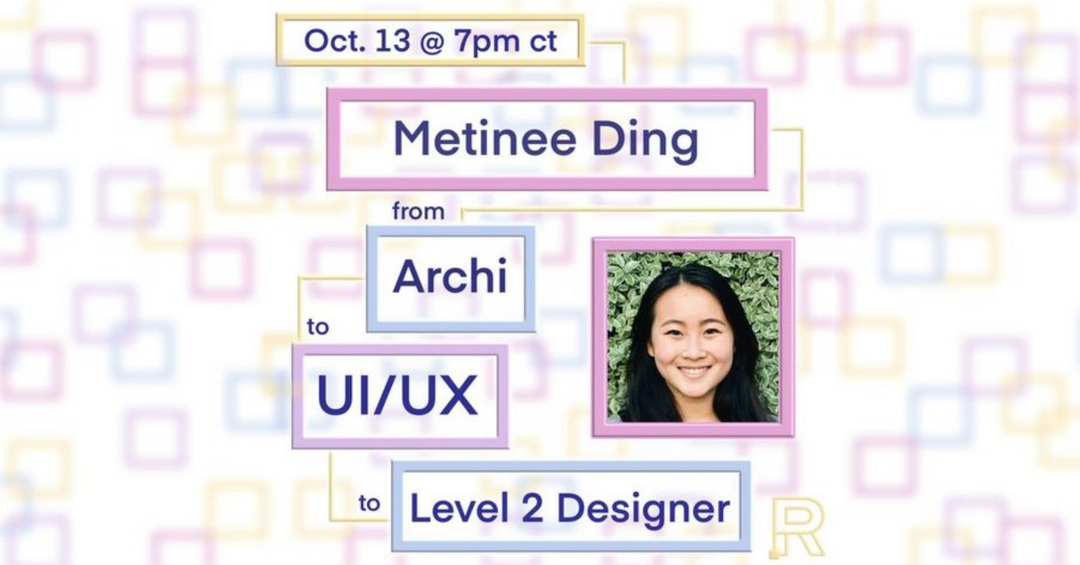 Oct. 13 @ 7pm ct
Metinee Ding
from
Archi
to
UI/UX
to
Level 2 Designer
R